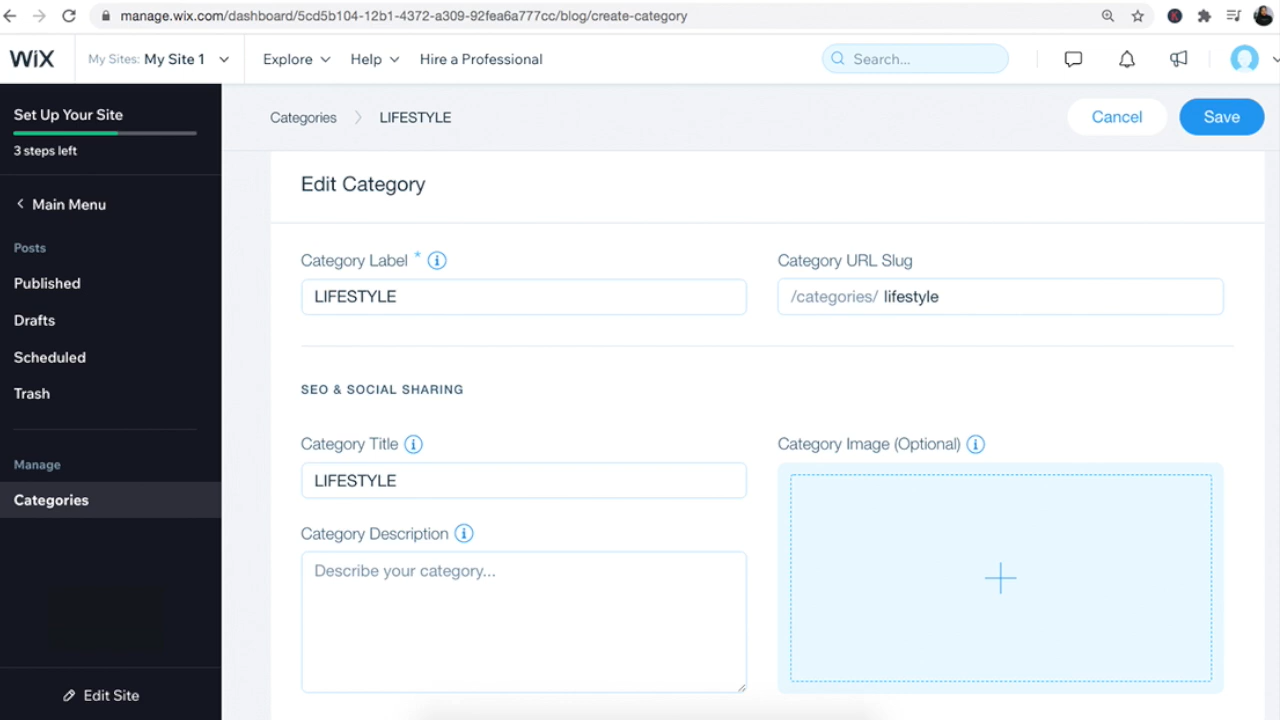 manage.wix.com/dashboard/5cd5b104-12b1-4372-a309-92fea6a777cc/blog/create-category
WiX My Sites: My Site 1 Explore Help Hire a Professional Search...
Set Up Your Site
3 steps left
Main Menu
Posts
Published
Drafts
Scheduled
Trash
Manage
Categories
Edit Site
Categories LIFESTYLE Cancel Save
Edit Category
Category Label *
LIFESTYLE
Category URL Slug
/categories/ lifestyle
SEO & SOCIAL SHARING
Category Title
LIFESTYLE
Category Description
Describe your category...
Category Image (Optional)